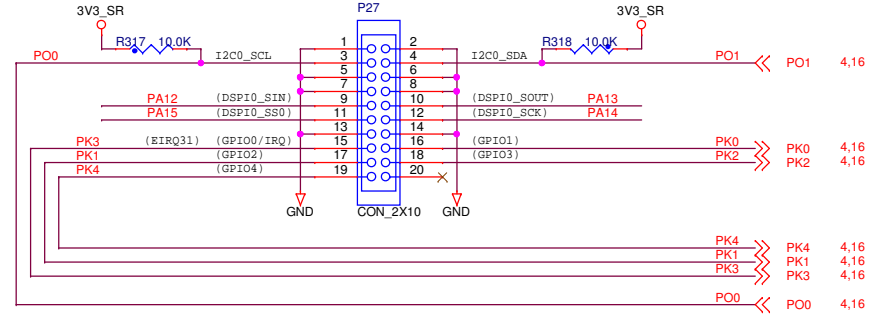 P27
3V3_SR 3V3_SR
R317 10.0K R318 10.0K
1 2
PO0 I2C0_SCL 3 4 I2C0_SDA PO1 PO1 4,16
5 6
7 8
PA12 (DSPI0_SIN) 9 10 (DSPI0_SOUT) PA13
PA15 (DSPI0_SS0) 11 12 (DSPI0_SCK) PA14
13 14
PK3 (EIRQ31) (GPIO0/IRQ) 15 16 (GPIO1) PK0 PK0 4,16
PK1 (GPIO2) 17 18 (GPIO3) PK2 PK2 4,16
PK4 (GPIO4) 19 20
GND CON_2X10 GND
PK4 PK4 4,16
PK1 PK1 4,16
PK3 PK3 4,16
PO0 PO0 4,16